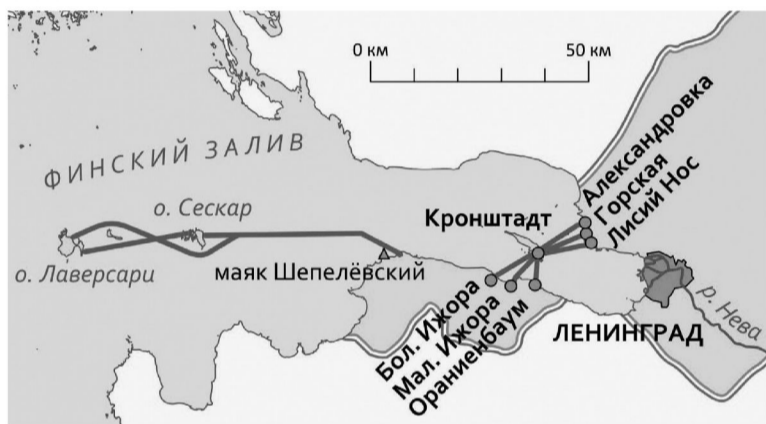 0 км
50 км
ФИНСКИЙ ЗАЛИВ
Александровка
Горская
Лисий Нос
о. Сескар
Кронштадт
о. Лаверсари
маяк Шепелёвский
Бол. Ижора
Мал. Ижора
Ораниенбаум
ЛЕНИНГРАД
р. Нева